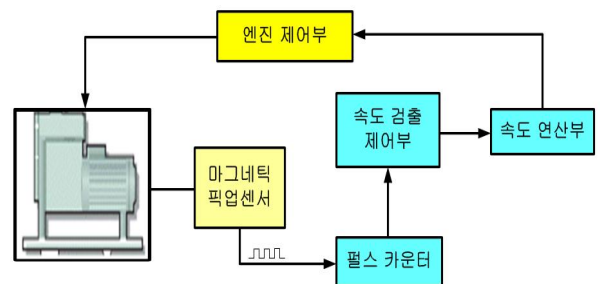 엔진 제어부
속도 검출
제어부
속도 연산부
마그네틱
픽업센서
펄스 카운터